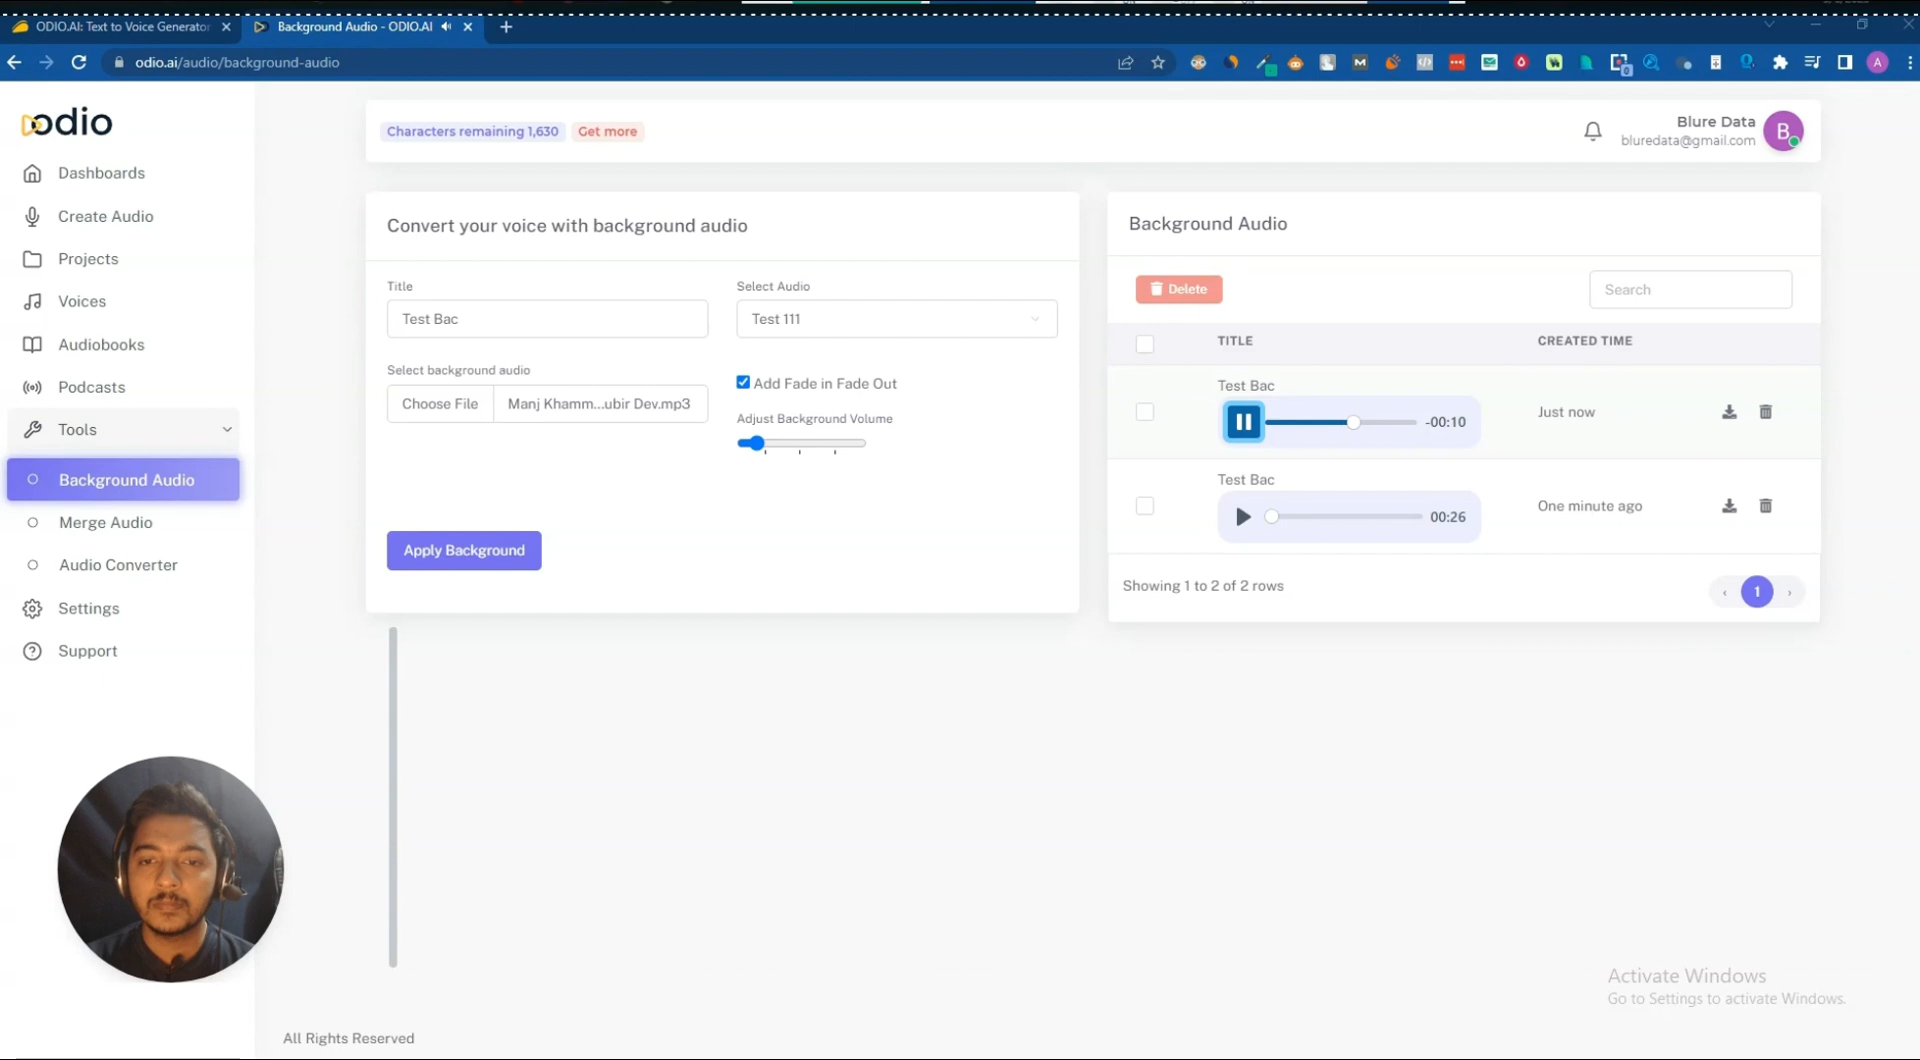 ODIO.AI: Text to Voice Generator
Background Audio - ODIO.AI
odio.ai/audio/background-audio
odio
Dashboards
Create Audio
Projects
Voices
Audiobooks
Podcasts
Tools
Background Audio
Merge Audio
Audio Converter
Settings
Support
Characters remaining 1,630 Get more
Blure Data
bluredata@gmail.com
B
A
Convert your voice with background audio
Title
Test Bac
Select Audio
Test 111
Select background audio
Choose File Manj Khamm...ubir Dev.mp3
Add Fade in Fade Out
Adjust Background Volume
Apply Background
Background Audio
Delete
Search
TITLE CREATED TIME
Test Bac
-00:10
Just now
Test Bac
00:26
One minute ago
Showing 1 to 2 of 2 rows
‹ 1 ›
Activate Windows
Go to Settings to activate Windows.
All Rights Reserved